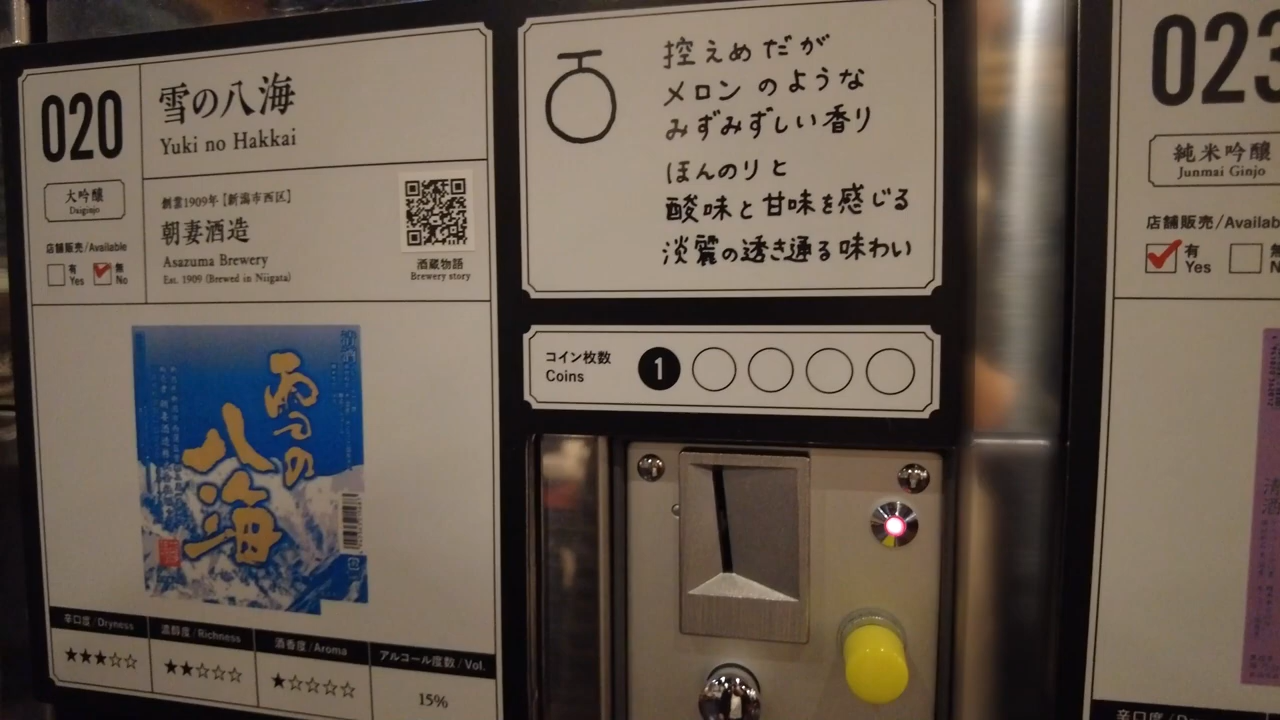 020
大吟醸
Daiginjo
店舗販売/Available
有 Yes
無 No
雪の八海
Yuki no Hakkai
創業1909年 [新潟市西区]
朝妻酒造
Asazuma Brewery
Est. 1909 (Brewed in Niigata)
酒蔵物語
Brewery story
雪の
八海
清酒
辛口度/Dryness
★★★☆☆
濃醇度/Richness
★★☆☆☆
酒香度/Aroma
★☆☆☆☆
アルコール度数/Vol.
15%
控えめだが
メロンのような
みずみずしい香り
ほんのりと
酸味と甘味を感じる
淡麗の透き通る味わい
コイン枚数
Coins
1
023
純米吟醸
Junmai Ginjo
店舗販売/Availab
有
Yes
清酒
辛口度